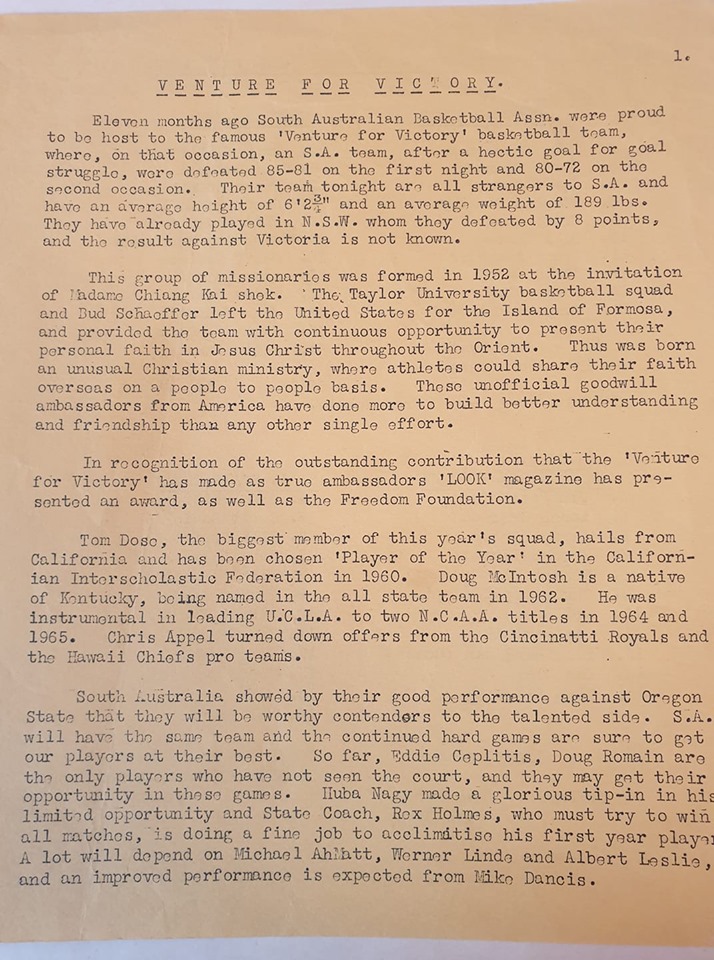 1.
VENTURE FOR VICTORY.
Eleven months ago South Australian Basketball Assn. were proud
to be host to the famous 'Venture for Victory' basketball team,
where, on that occasion, an S.A. team, after a hectic goal for goal
struggle, were defeated 85-81 on the first night and 80-72 on the
second occasion. Their team tonight are all strangers to S.A. and
have an average height of 6'2¾" and an average weight of 189 lbs.
They have already played in N.S.W. whom they defeated by 8 points,
and the result against Victoria is not known.
This group of missionaries was formed in 1952 at the invitation
of Madame Chiang Kai shek. The Taylor University basketball squad
and Bud Schaeffer left the United States for the Island of Formosa,
and provided the team with continuous opportunity to present their
personal faith in Jesus Christ throughout the Orient. Thus was born
an unusual Christian ministry, where athletes could share their faith
overseas on a people to people basis. These unofficial goodwill
ambassadors from America have done more to build better understanding
and friendship than any other single effort.
In recognition of the outstanding contribution that the 'Venture
for Victory' has made as true ambassadors 'LOOK' magazine has pre-
sented an award, as well as the Freedom Foundation.
Tom Dose, the biggest member of this year's squad, hails from
California and has been chosen 'Player of the Year' in the Californ-
ian Interscholastic Federation in 1960. Doug McIntosh is a native
of Kentucky, being named in the all state team in 1962. He was
instrumental in leading U.C.L.A. to two N.C.A.A. titles in 1964 and
1965. Chris Appel turned down offers from the Cincinatti Royals and
the Hawaii Chiefs pro teams.
South Australia showed by their good performance against Oregon
State that they will be worthy contenders to the talented side. S.A.
will have the same team and the continued hard games are sure to get
our players at their best. So far, Eddie Ceplitis, Doug Romain are
the only players who have not seen the court, and they may get their
opportunity in these games. Huba Nagy made a glorious tip-in in his
limited opportunity and State Coach, Rex Holmes, who must try to win
all matches, is doing a fine job to acclimitise his first year player
A lot will depend on Michael Ahmatt, Werner Linde and Albert Leslie,
and an improved performance is expected from Mike Dancis.